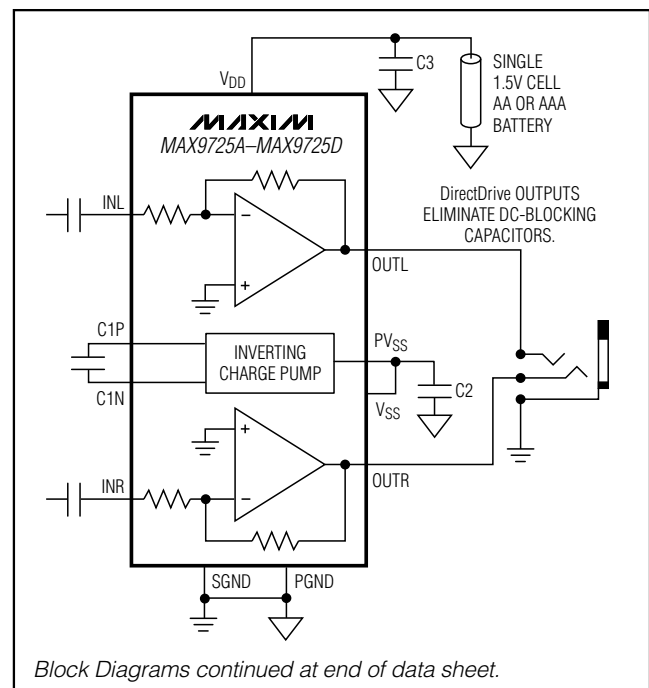 VDD
C3
SINGLE
1.5V CELL
AA OR AAA
BATTERY
MAXIM
MAX9725A–MAX9725D
DirectDrive OUTPUTS
ELIMINATE DC-BLOCKING
CAPACITORS.
INL
−
+
OUTL
C1P
INVERTING
CHARGE PUMP
PVSS
C1N
VSS
C2
+
INR
−
OUTR
SGND
PGND
Block Diagrams continued at end of data sheet.